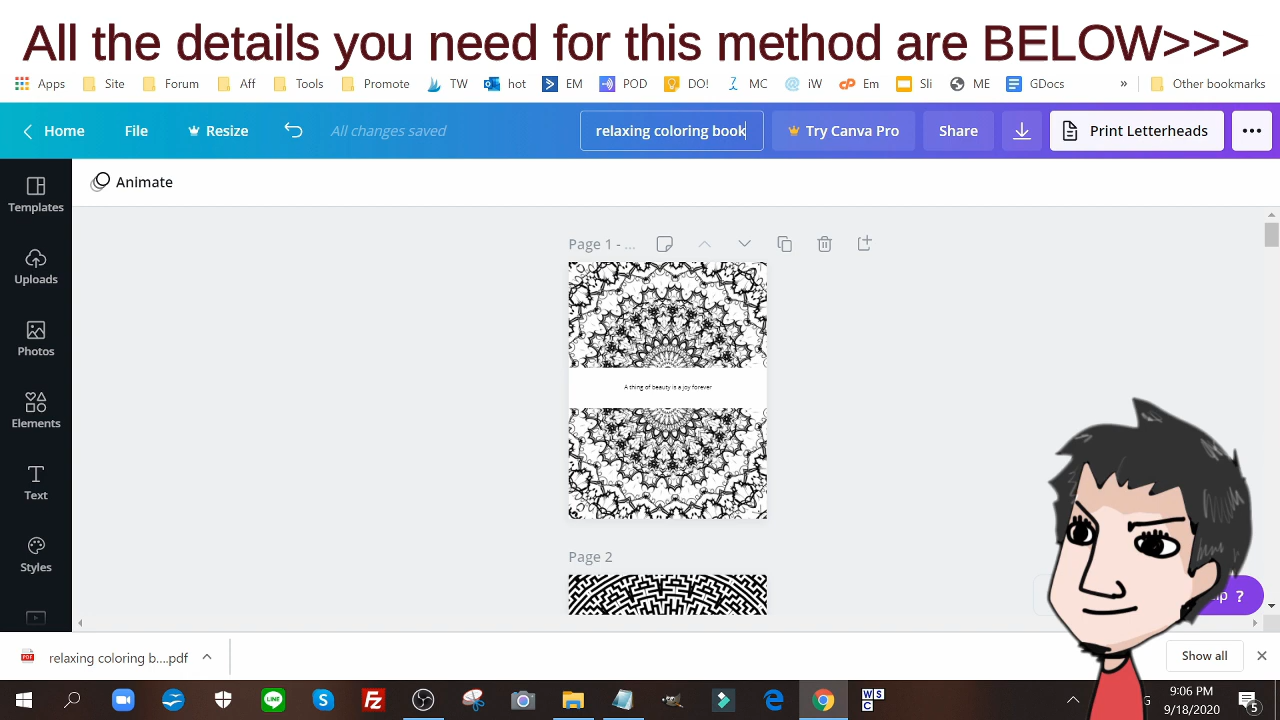 All the details you need for this method are BELOW>>>
Apps Site Forum Aff Tools Promote TW hot EM POD DO! MC iW Em Sli ME GDocs » Other bookmarks
Home File Resize All changes saved relaxing coloring book Try Canva Pro Share Print Letterheads
Templates
Animate
Page 1 - ...
Uploads
Photos
A thing of beauty is a joy forever
Elements
Text
Page 2
Styles
?
relaxing coloring b....pdf
Show all
9:06 PM
9/18/2020
5
W S
C